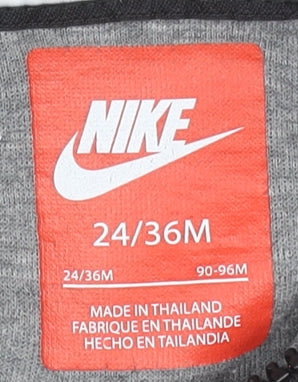 NIKE
24/36M
24/36M 90-96M
MADE IN THAILAND
FABRIQUE EN THAILANDE
HECHO EN TAILANDIA